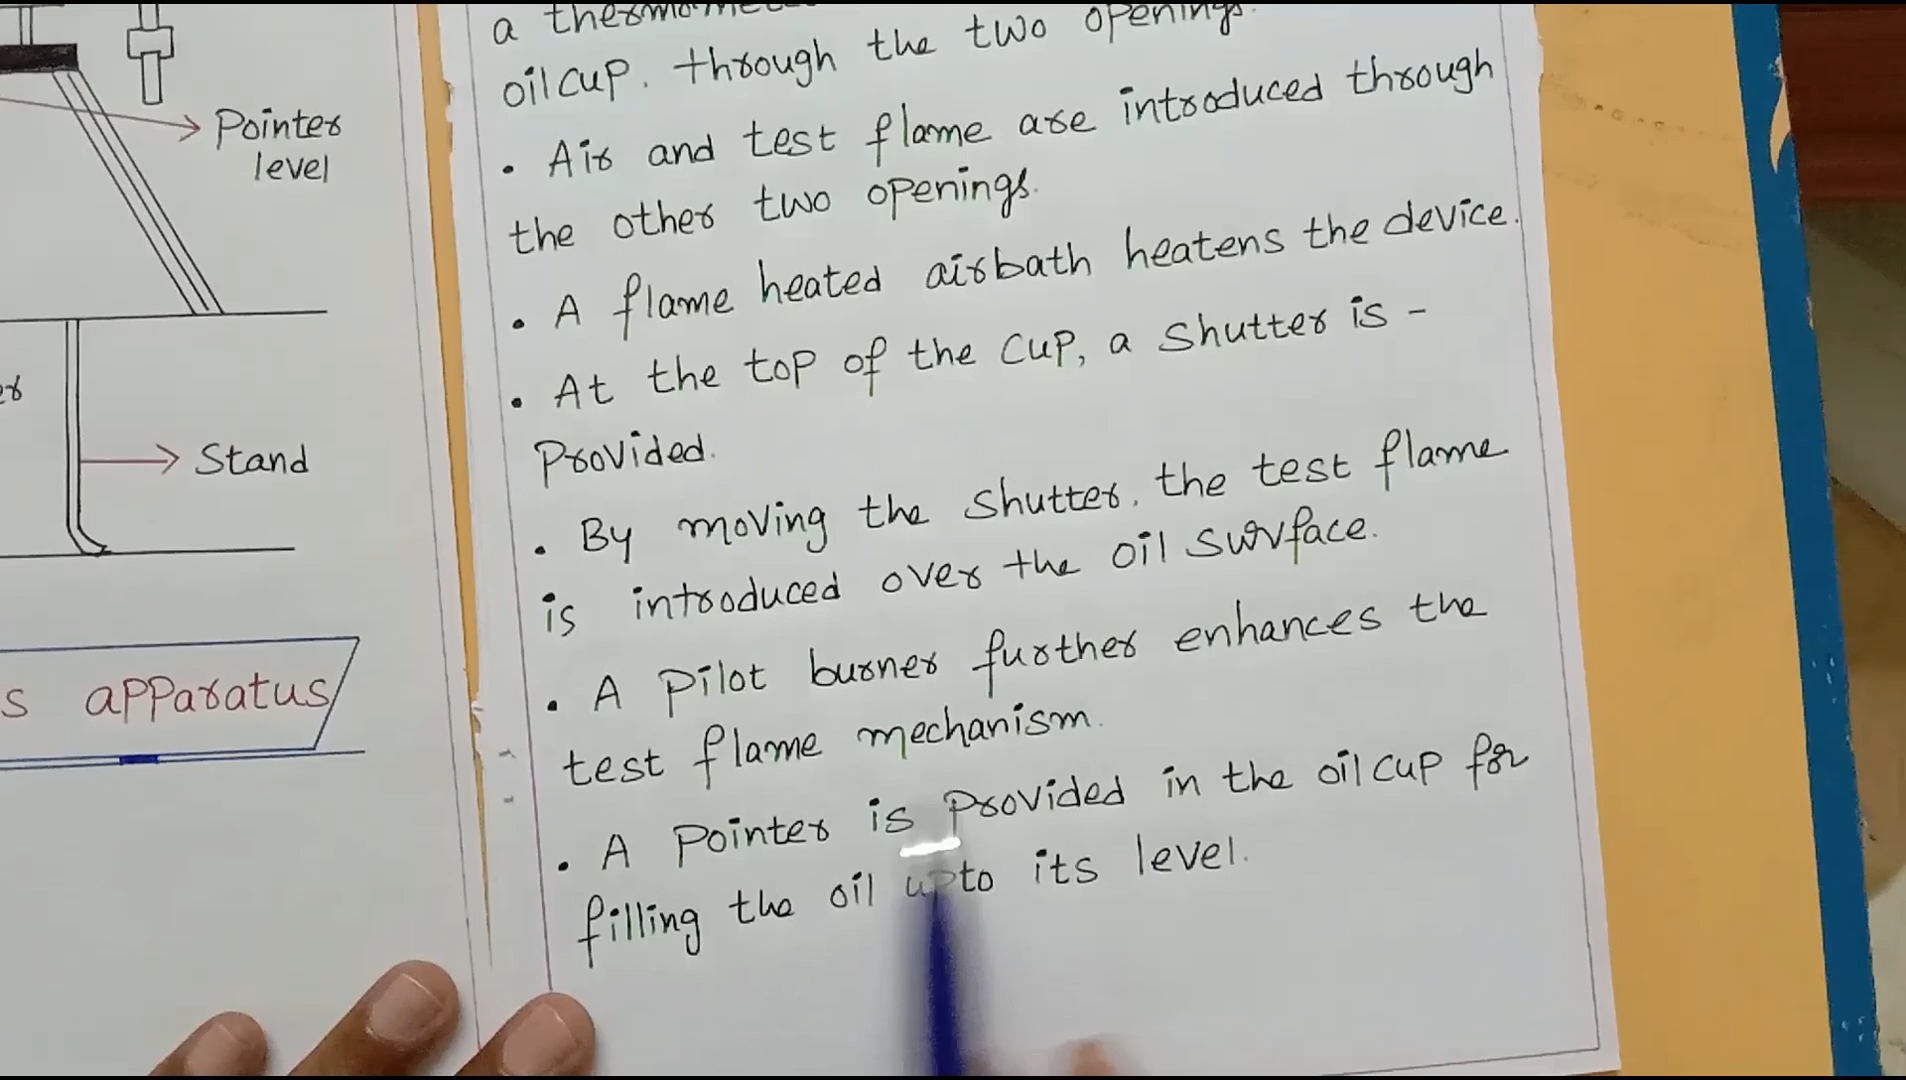 Pointer
level
Stand
s apparatus
a
oil cup. through the two openings.
• Air and test flame are introduced through
the other two openings.
• A flame heated airbath heatens the device.
• At the top of the cup, a shutter is -
Provided.
• By moving the shutter, the test flame
is introduced over the oil surface.
• A pilot burner further enhances the
test flame mechanism.
• A Pointer is provided in the oil cup for
filling the oil upto its level.